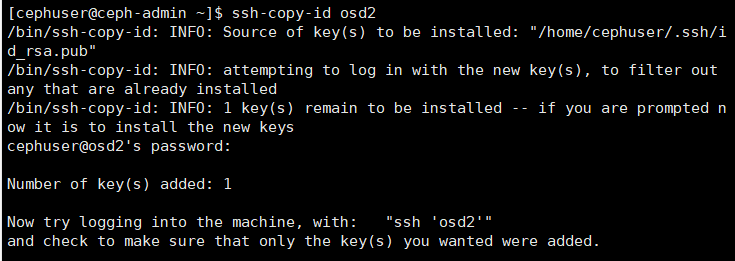 [cephuser@ceph-admin ~]$ ssh-copy-id osd2
/bin/ssh-copy-id: INFO: Source of key(s) to be installed: "/home/cephuser/.ssh/i
d_rsa.pub"
/bin/ssh-copy-id: INFO: attempting to log in with the new key(s), to filter out
any that are already installed
/bin/ssh-copy-id: INFO: 1 key(s) remain to be installed -- if you are prompted n
ow it is to install the new keys
cephuser@osd2's password:
Number of key(s) added: 1
Now try logging into the machine, with:   "ssh 'osd2'"
and check to make sure that only the key(s) you wanted were added.